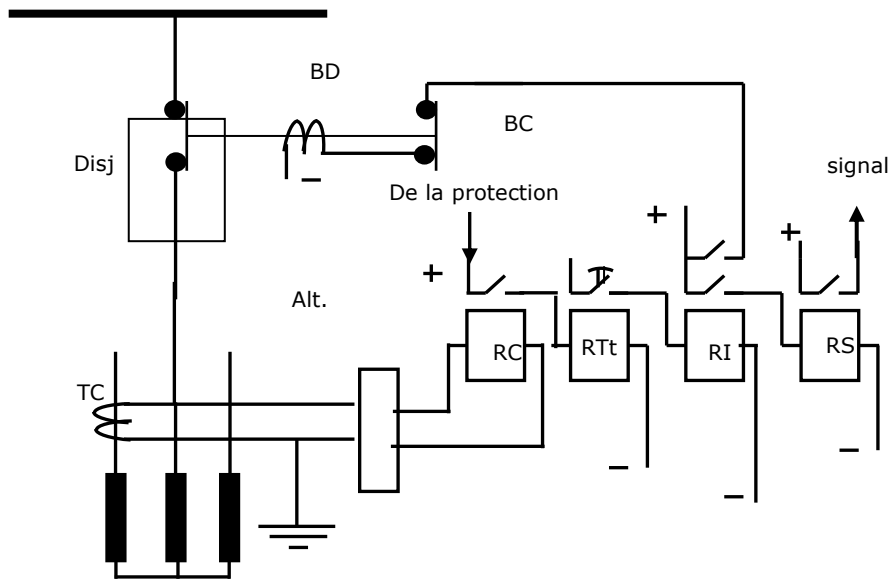 BD
BC
Disj
De la protection
signal
+
+
+
Alt.
RC
RTt
RI
RS
TC